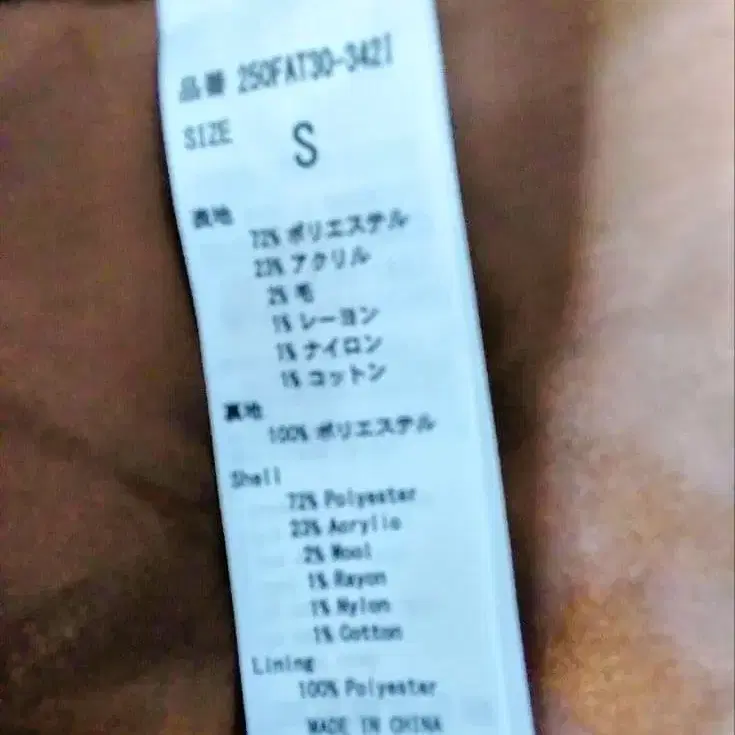 品番 250FAT30-3421
SIZE S
表地
72% ポリエステル
23% アクリル
2% 毛
1% レーヨン
1% ナイロン
1% コットン
裏地
100% ポリエステル
Shell
72% Polyester
23% Acrylic
2% Wool
1% Rayon
1% Nylon
1% Cotton
Lining
100% Polyester
MADE IN CHINA